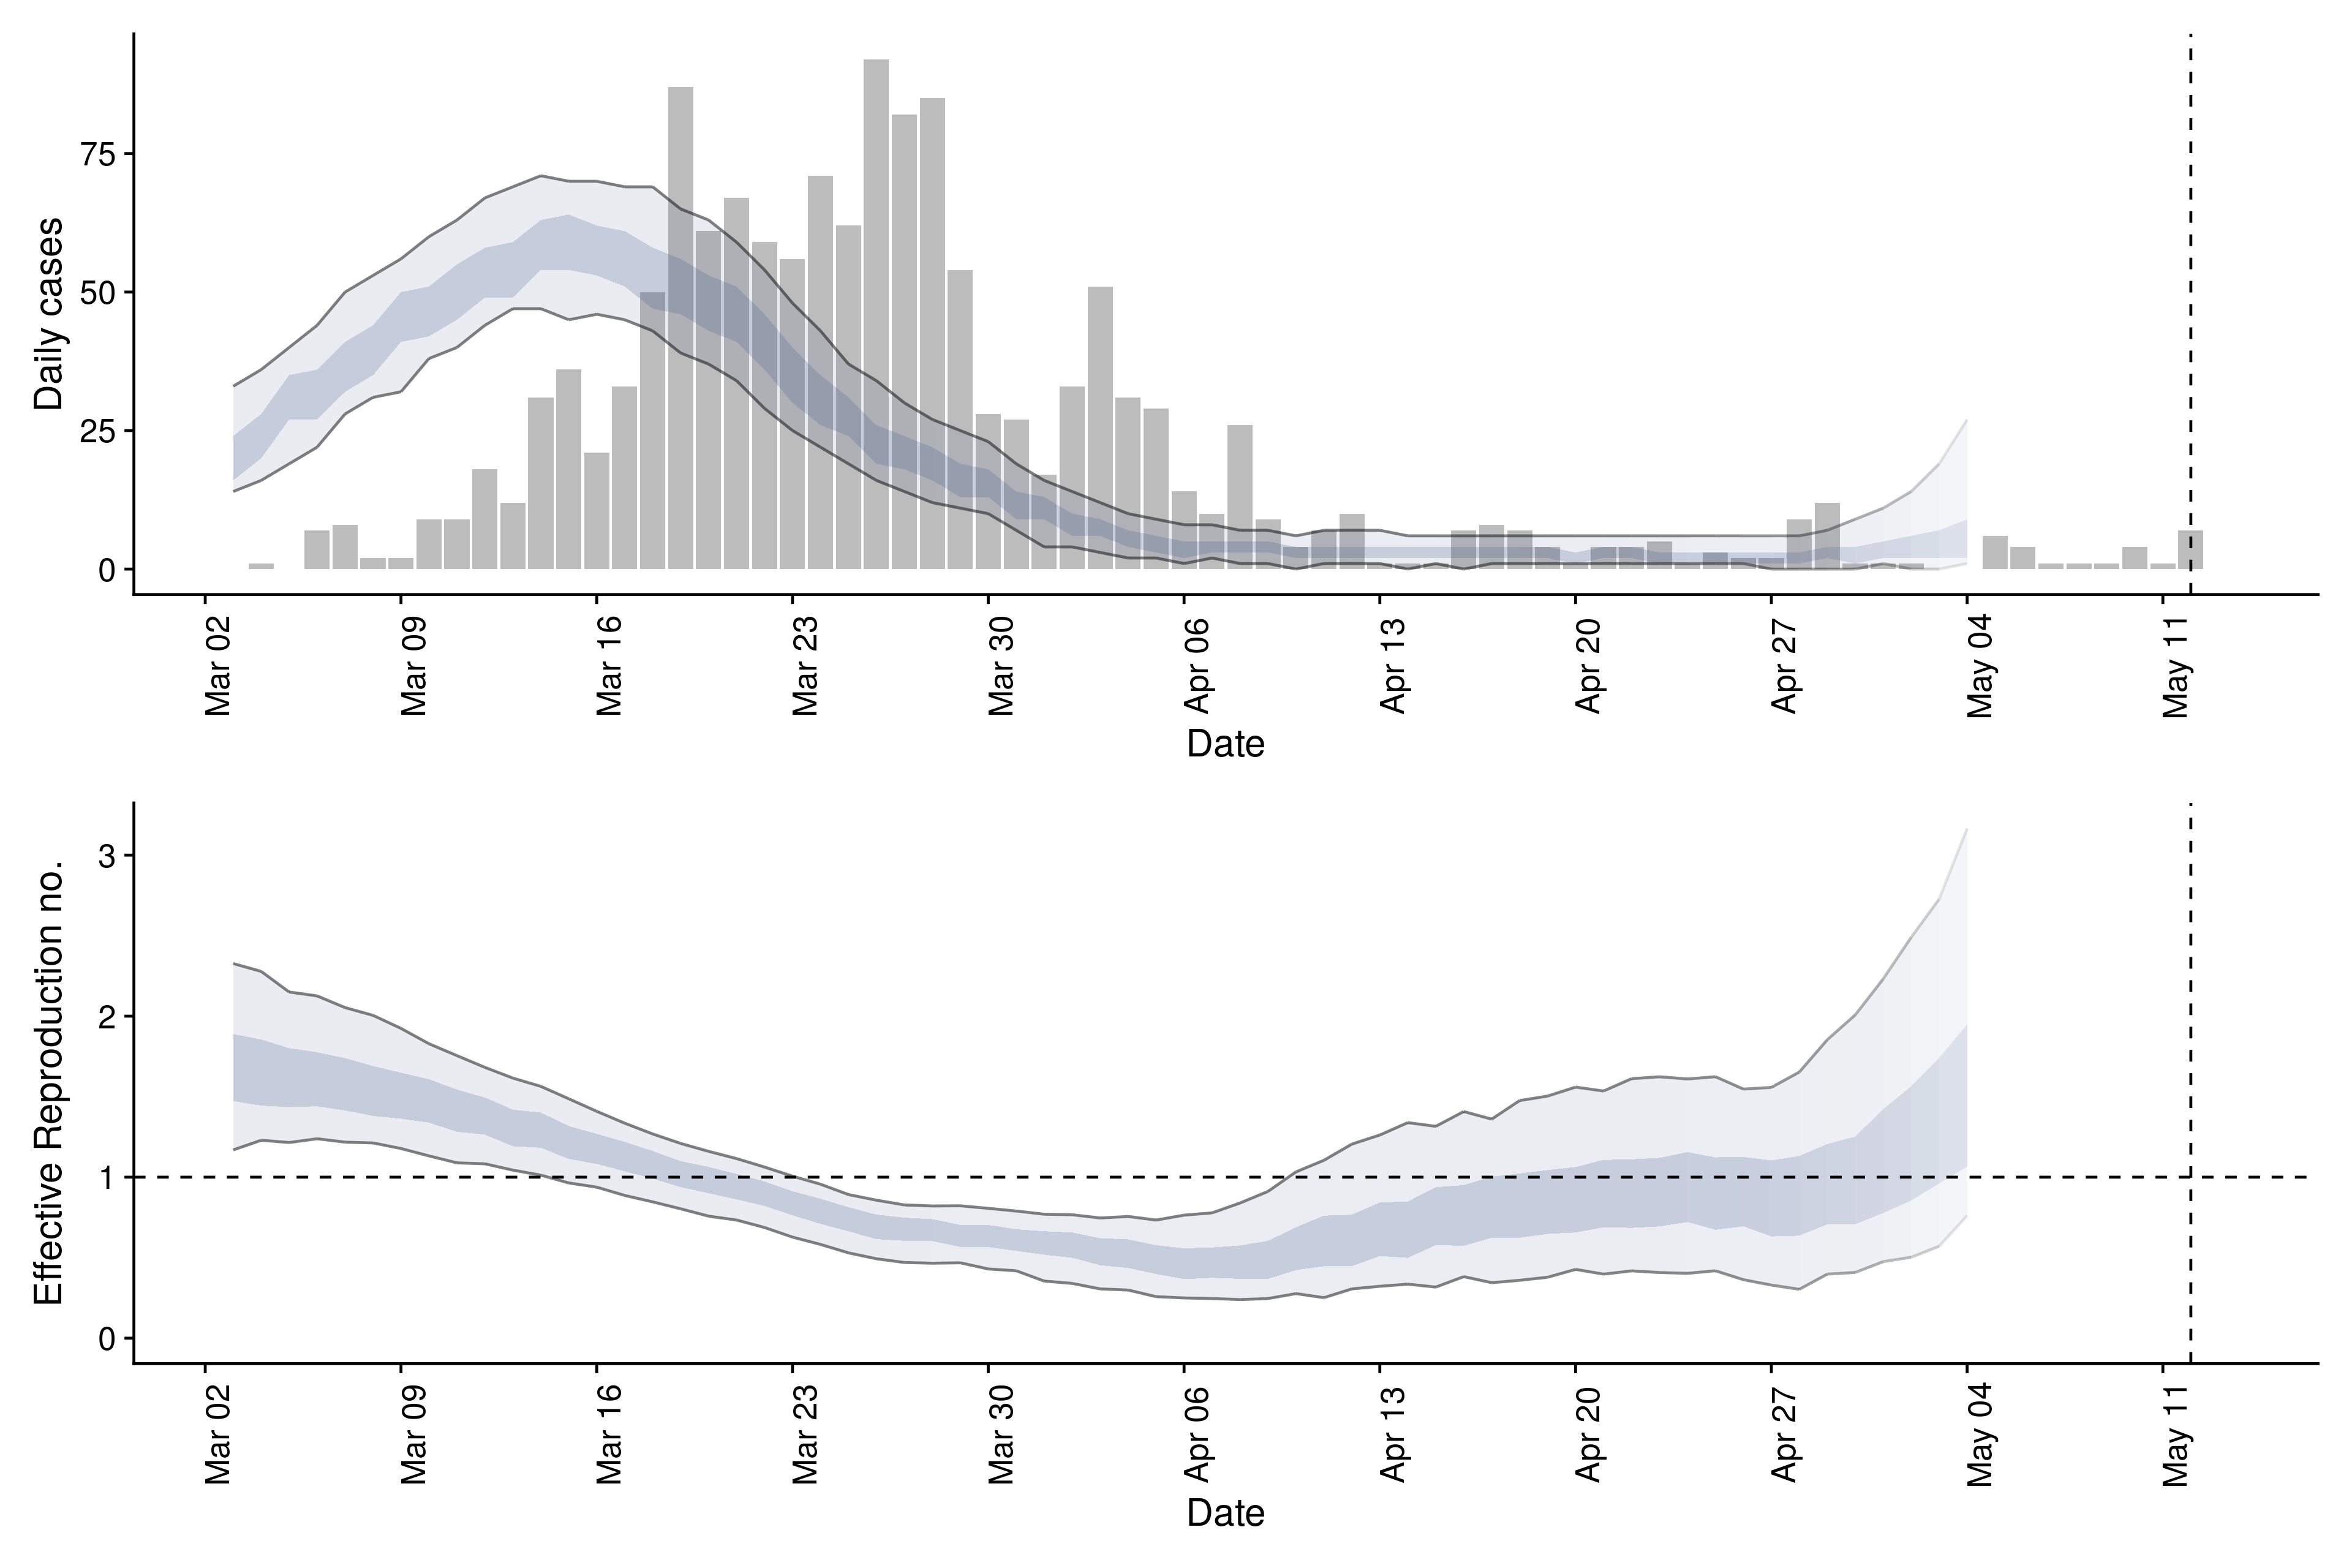 Daily cases
75
50
25
0
Mar 02
Mar 09
Mar 16
Mar 23
Mar 30
Apr 06
Apr 13
Apr 20
Apr 27
May 04
May 11
Date
Effective Reproduction no.
3
2
1
0
Mar 02
Mar 09
Mar 16
Mar 23
Mar 30
Apr 06
Apr 13
Apr 20
Apr 27
May 04
May 11
Date